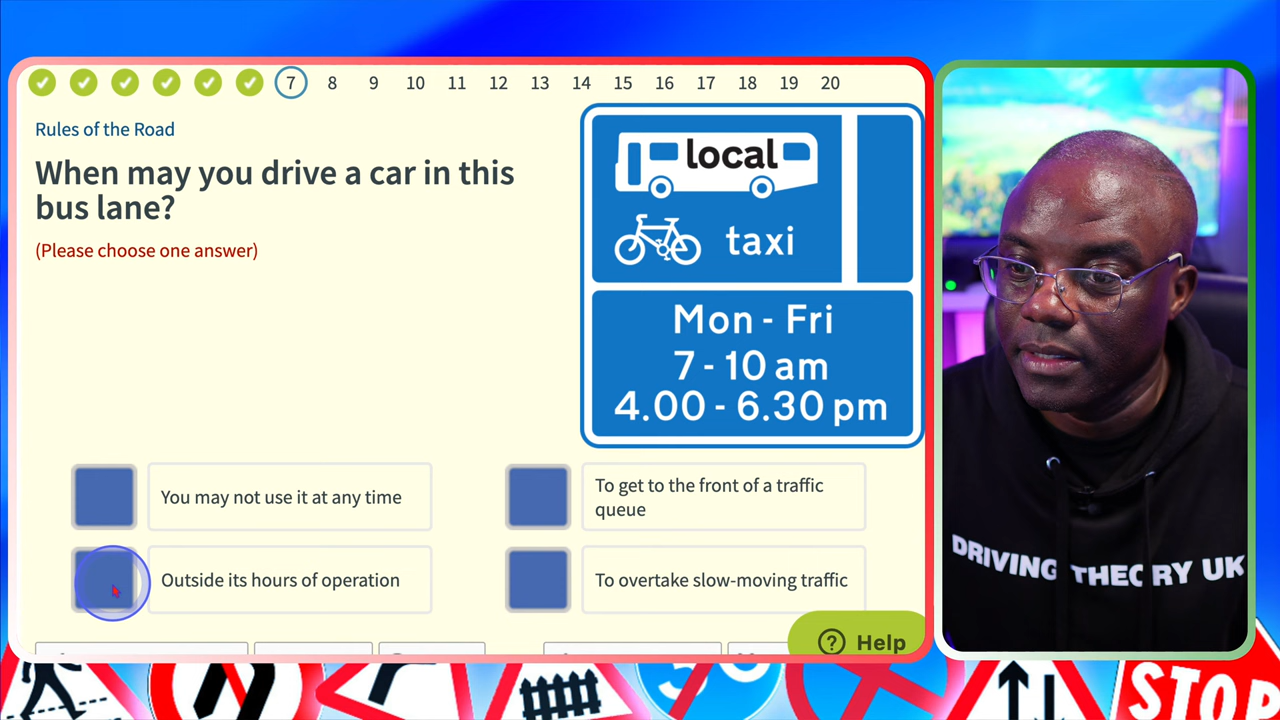 7 8 9 10 11 12 13 14 15 16 17 18 19 20
Rules of the Road
When may you drive a car in this
bus lane?
(Please choose one answer)
local
taxi
Mon - Fri
7 - 10 am
4.00 - 6.30 pm
You may not use it at any time
To get to the front of a traffic
queue
Outside its hours of operation
To overtake slow-moving traffic
? Help
DRIVING THEORY UK
STOP